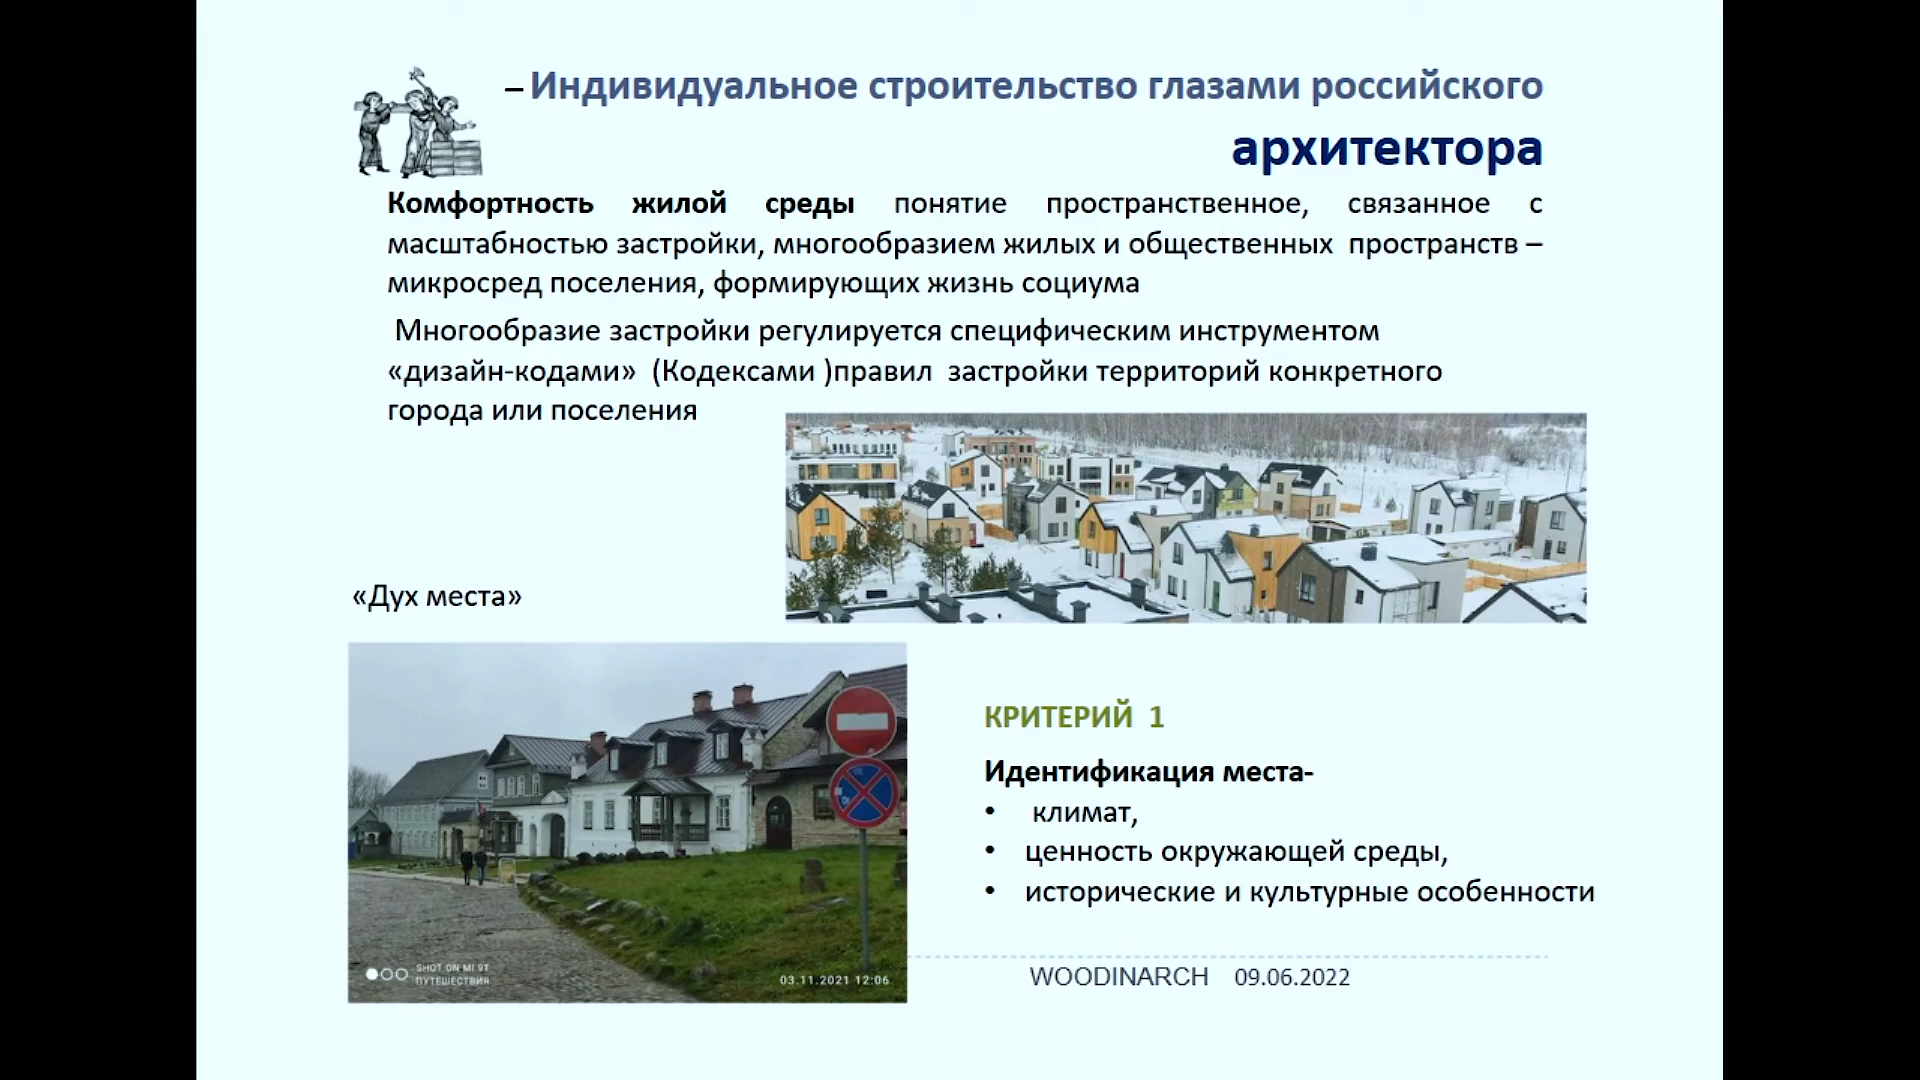 – Индивидуальное строительство глазами российского
архитектора
Комфортность жилой среды понятие пространственное, связанное с
масштабностью застройки, многообразием жилых и общественных пространств –
микросред поселения, формирующих жизнь социума
Многообразие застройки регулируется специфическим инструментом
«дизайн-кодами» (Кодексами )правил застройки территорий конкретного
города или поселения
«Дух места»
КРИТЕРИЙ 1
Идентификация места-
• климат,
• ценность окружающей среды,
• исторические и культурные особенности
SHOT ON MI 9T
ПУТЕШЕСТВИЯ
03.11.2021 12:06
WOODINARCH 09.06.2022